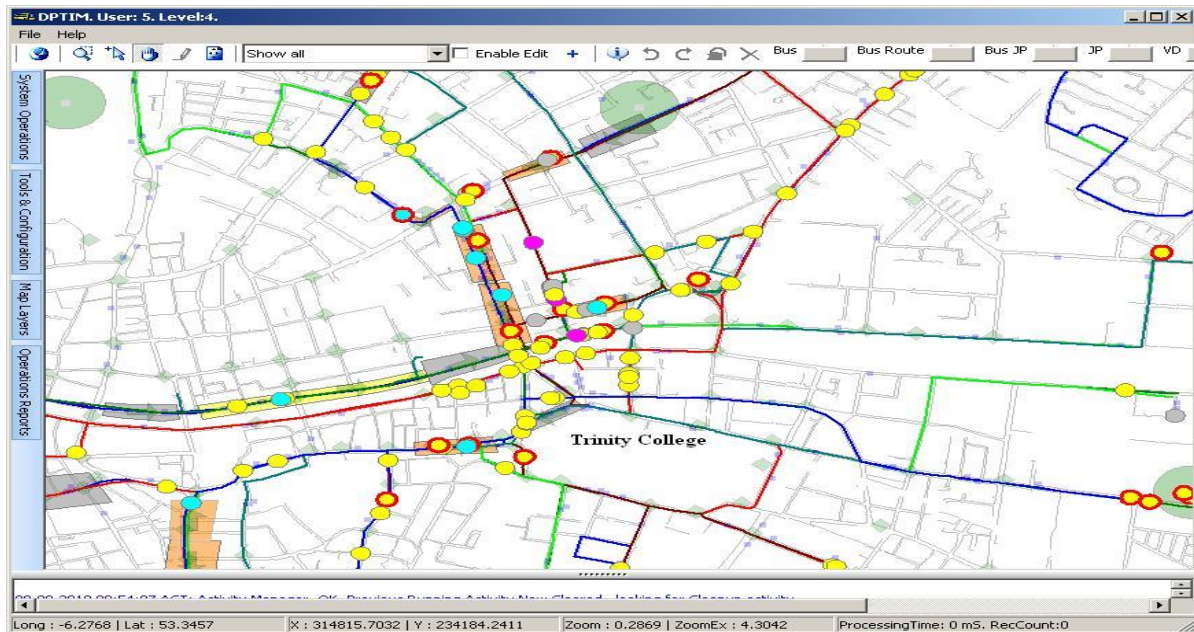 DPTIM. User: 5. Level:4.
File Help
Show all Enable Edit + Bus Bus Route Bus JP JP VD
System Operations
Tools & Configuration
Map Layers
Operations Reports
Trinity College
Long : -6.2768 | Lat : 53.3457 X : 314815.7032 | Y : 234184.2411 Zoom : 0.2869 | ZoomEx : 4.3042 ProcessingTime: 0 mS. RecCount:0